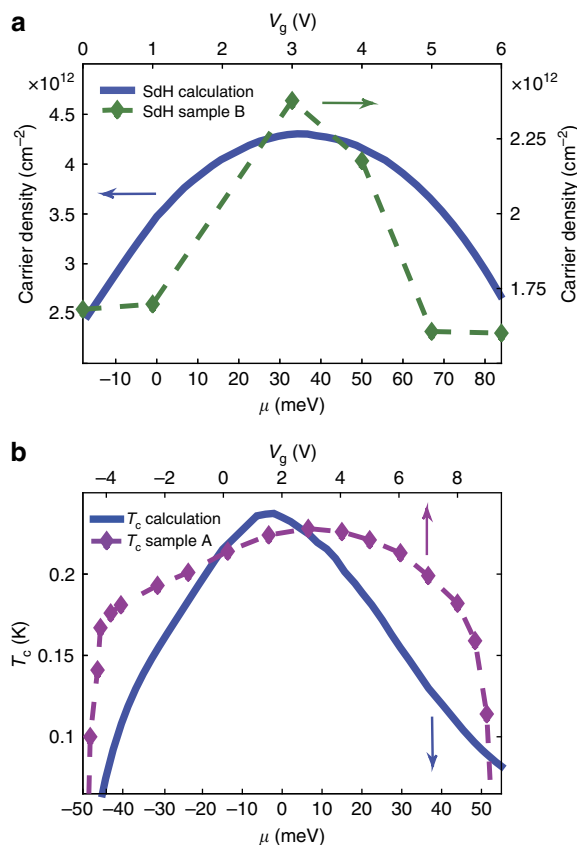 a
V_g (V)
0 1 2 3 4 5 6
×10^12 ×10^12
SdH calculation
SdH sample B
4.5
4
3.5
3
2.5
Carrier density (cm^−2)
2.25
2
1.75
Carrier density (cm^−2)
−10 0 10 20 30 40 50 60 70 80
μ (meV)
b
V_g (V)
−4 −2 0 2 4 6 8
T_c calculation
T_c sample A
0.2
0.15
0.1
T_c (K)
−50 −40 −30 −20 −10 0 10 20 30 40 50
μ (meV)